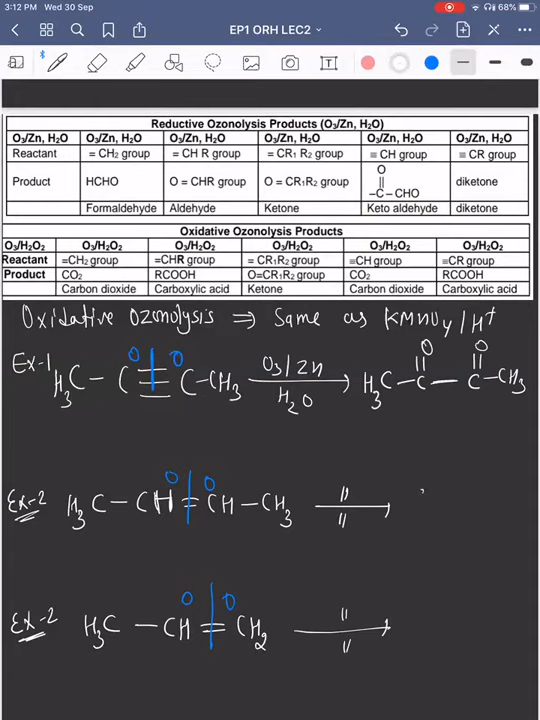 3:12 PM Wed 30 Sep 68%
EP1 ORH LEC2
Reductive Ozonolysis Products (O₃/Zn, H₂O)
O₃/Zn, H₂O O₃/Zn, H₂O O₃/Zn, H₂O O₃/Zn, H₂O O₃/Zn, H₂O O₃/Zn, H₂O
Reactant = CH₂ group = CH R group = CR₁ R₂ group ≡ CH group ≡ CR group
Product HCHO O = CHR group O = CR₁R₂ group O || –C – CHO diketone
Formaldehyde Aldehyde Ketone Keto aldehyde diketone
Oxidative Ozonolysis Products
O₃/H₂O₂ O₃/H₂O₂ O₃/H₂O₂ O₃/H₂O₂ O₃/H₂O₂ O₃/H₂O₂
Reactant =CH₂ group =CHR group = CR₁R₂ group ≡CH group ≡CR group
Product CO₂ RCOOH O=CR₁R₂ group CO₂ RCOOH
Carbon dioxide Carboxylic acid Ketone Carbon dioxide Carboxylic acid
Oxidative Ozonolysis ⇒ Same as KMnO₄/H⁺
Ex-1 O O O₃/Zn O O
H₃C – C ≡ C – CH₃ H₂O H₃C – C – C – CH₃
O O
Ex-2 H₃C – CH = CH – CH₃ " "
O O
Ex-2 H₃C – CH = CH₂ " "